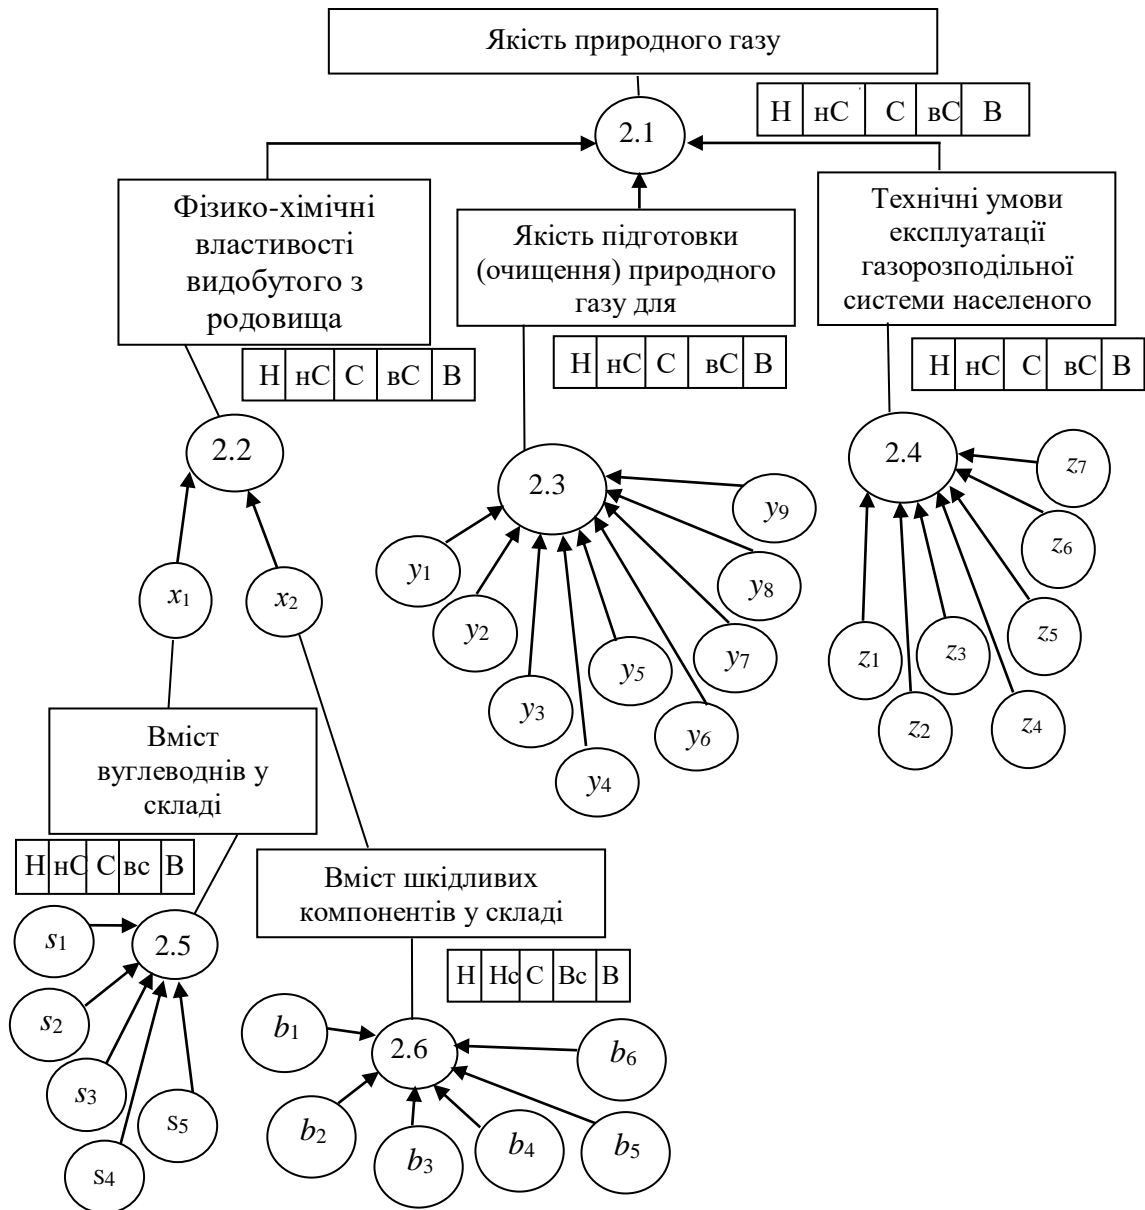 Якість природного газу
Н нС С вС В
2.1
Фізико-хімічні
властивості
видобутого з
родовища
Якість підготовки
(очищення) природного
газу для
Технічні умови
експлуатації
газорозподільної
системи населеного
Н нС С вС В
Н нС С вС В
Н нС С вС В
2.2
2.3
2.4
x1
x2
y1
y2
y3
y4
y5
y6
y7
y8
y9
z1
z2
z3
z4
z5
z6
z7
Вміст
вуглеводнів у
складі
Н нС С вс В
Вміст шкідливих
компонентів у складі
Н Нс С Вс В
2.5
s1
s2
s3
s4
s5
2.6
b1
b2
b3
b4
b5
b6